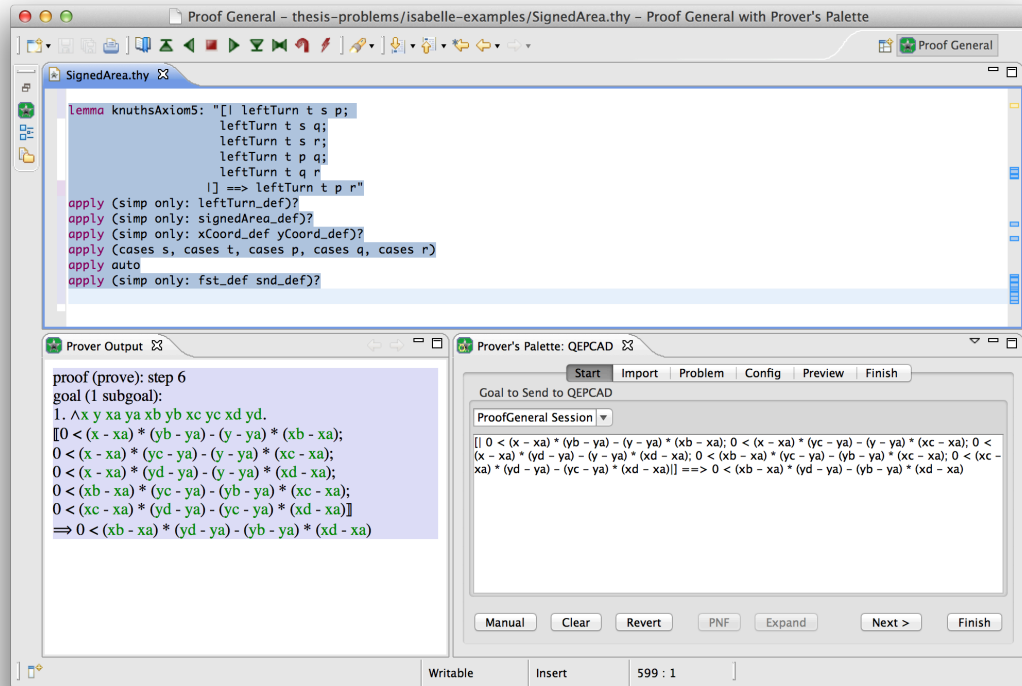 Proof General – thesis-problems/isabelle-examples/SignedArea.thy – Proof General with Prover's Palette
Proof General
SignedArea.thy
lemma knuthsAxiom5: "[| leftTurn t s p;
leftTurn t s q;
leftTurn t s r;
leftTurn t p q;
leftTurn t q r
|] ==> leftTurn t p r"
apply (simp only: leftTurn_def)?
apply (simp only: signedArea_def)?
apply (simp only: xCoord_def yCoord_def)?
apply (cases s, cases t, cases p, cases q, cases r)
apply auto
apply (simp only: fst_def snd_def)?
Prover Output
proof (prove): step 6
goal (1 subgoal):
1. ⋀x y xa ya xb yb xc yc xd yd.
⟦0 < (x - xa) * (yb - ya) - (y - ya) * (xb - xa);
0 < (x - xa) * (yc - ya) - (y - ya) * (xc - xa);
0 < (x - xa) * (yd - ya) - (y - ya) * (xd - xa);
0 < (xb - xa) * (yc - ya) - (yb - ya) * (xc - xa);
0 < (xc - xa) * (yd - ya) - (yc - ya) * (xd - xa)⟧
⟹ 0 < (xb - xa) * (yd - ya) - (yb - ya) * (xd - xa)
Prover's Palette: QEPCAD
Start Import Problem Config Preview Finish
Goal to Send to QEPCAD
ProofGeneral Session
[| 0 < (x – xa) * (yb – ya) – (y – ya) * (xb – xa); 0 < (x – xa) * (yc – ya) – (y – ya) * (xc – xa); 0 <
(x – xa) * (yd – ya) – (y – ya) * (xd – xa); 0 < (xb – xa) * (yc – ya) – (yb – ya) * (xc – xa); 0 < (xc –
xa) * (yd – ya) – (yc – ya) * (xd – xa)|] ==> 0 < (xb – xa) * (yd – ya) – (yb – ya) * (xd – xa)
Manual Clear Revert PNF Expand Next > Finish
Writable Insert 599 : 1